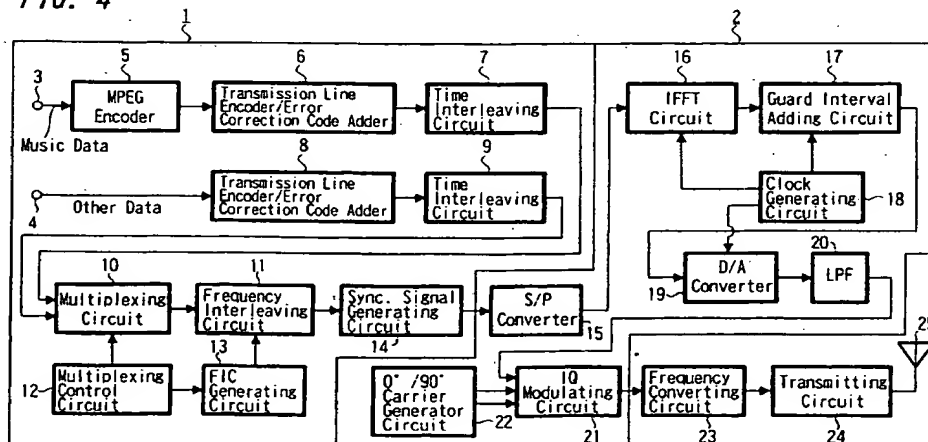 FIG. 4
1
2
3
5
MPEG
Encoder
6
Transmission Line
Encoder/Error
Correction Code Adder
7
Time
Interleaving
Circuit
16
IFFT
Circuit
17
Guard Interval
Adding Circuit
Music Data
8
Transmission Line
Encoder/Error
Correction Code Adder
9
Time
Interleaving
Circuit
Clock
Generating
Circuit
18
4
Other Data
10
Multiplexing
Circuit
11
Frequency
Interleaving
Circuit
Sync. Signal
Generating
Circuit
14
S/P
Converter
15
D/A
Converter
19
20
LPF
12
Multiplexing
Control
Circuit
13
FIC
Generating
Circuit
0° /90°
Carrier
Generator
Circuit
22
IQ
Modulating
Circuit
21
Frequency
Converting
Circuit
23
Transmitting
Circuit
24
25